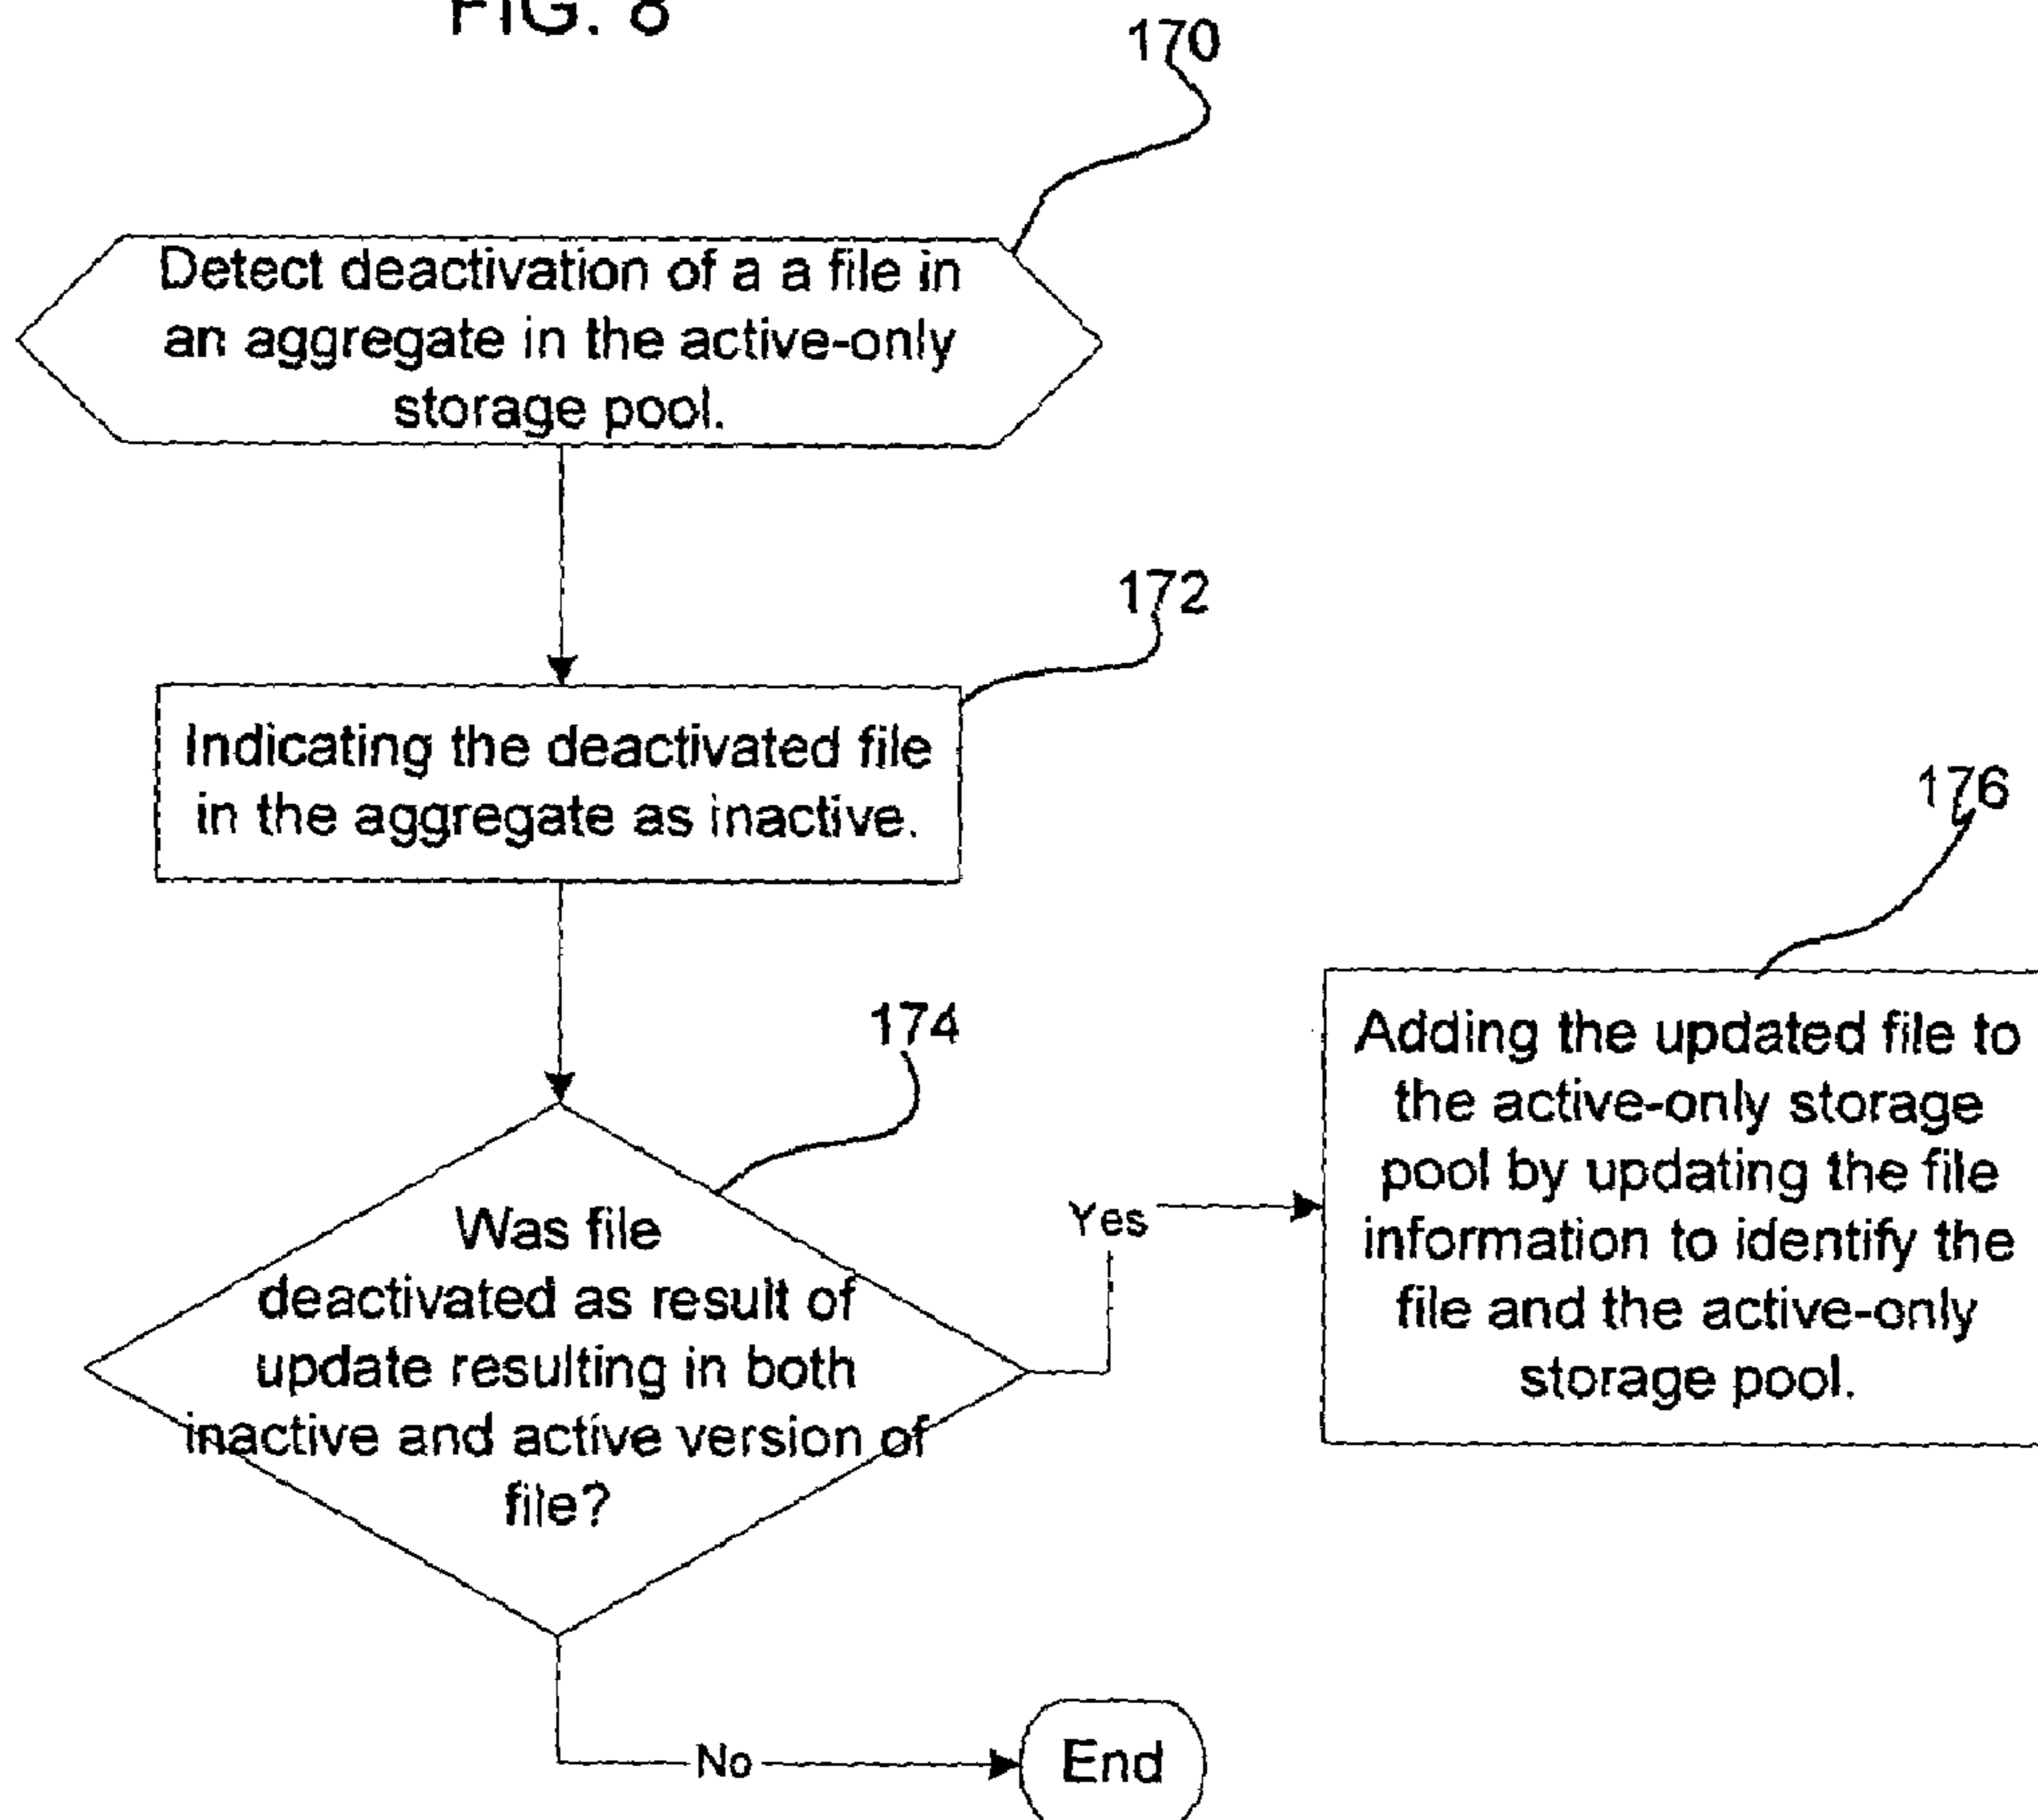 FIG. 8
170
Detect deactivation of a a file in
an aggregate in the active-only
storage pool.
172
Indicating the deactivated file
in the aggregate as inactive.
174
Was file
deactivated as result of
update resulting in both
inactive and active version of
file?
Yes
176
Adding the updated file to
the active-only storage
pool by updating the file
information to identify the
file and the active-only
storage pool.
No
End